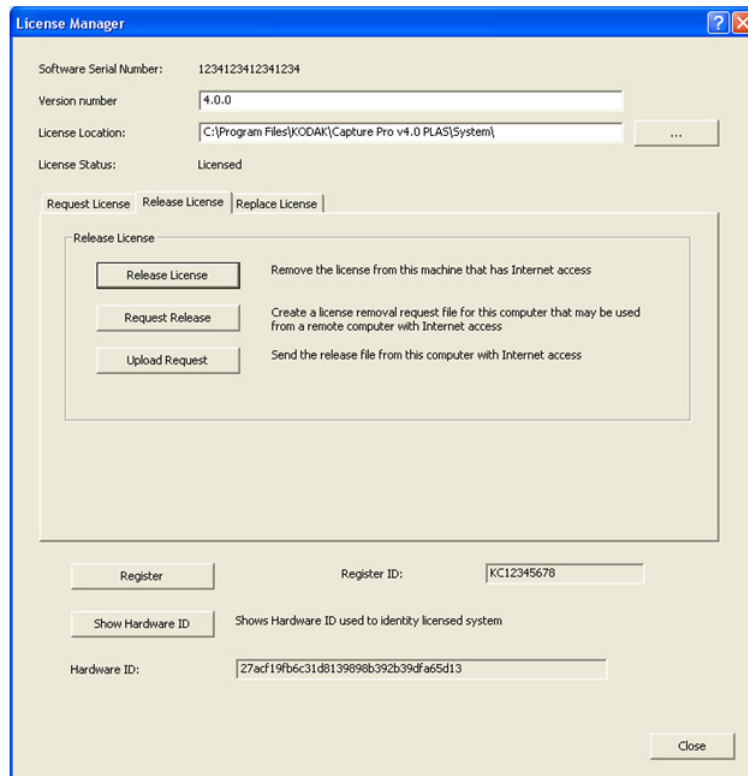 License Manager
Software Serial Number: 1234123412341234
Version number 4.0.0
License Location: C:\Program Files\KODAK\Capture Pro v4.0 PLAS\System\ ...
License Status: Licensed
Request License Release License Replace License
Release License
Release License Remove the license from this machine that has Internet access
Request Release Create a license removal request file for this computer that may be used
from a remote computer with Internet access
Upload Request Send the release file from this computer with Internet access
Register Register ID: KC12345678
Show Hardware ID Shows Hardware ID used to identity licensed system
Hardware ID: 27acf19fb6c31d8139898b392b39dfa65d13
Close